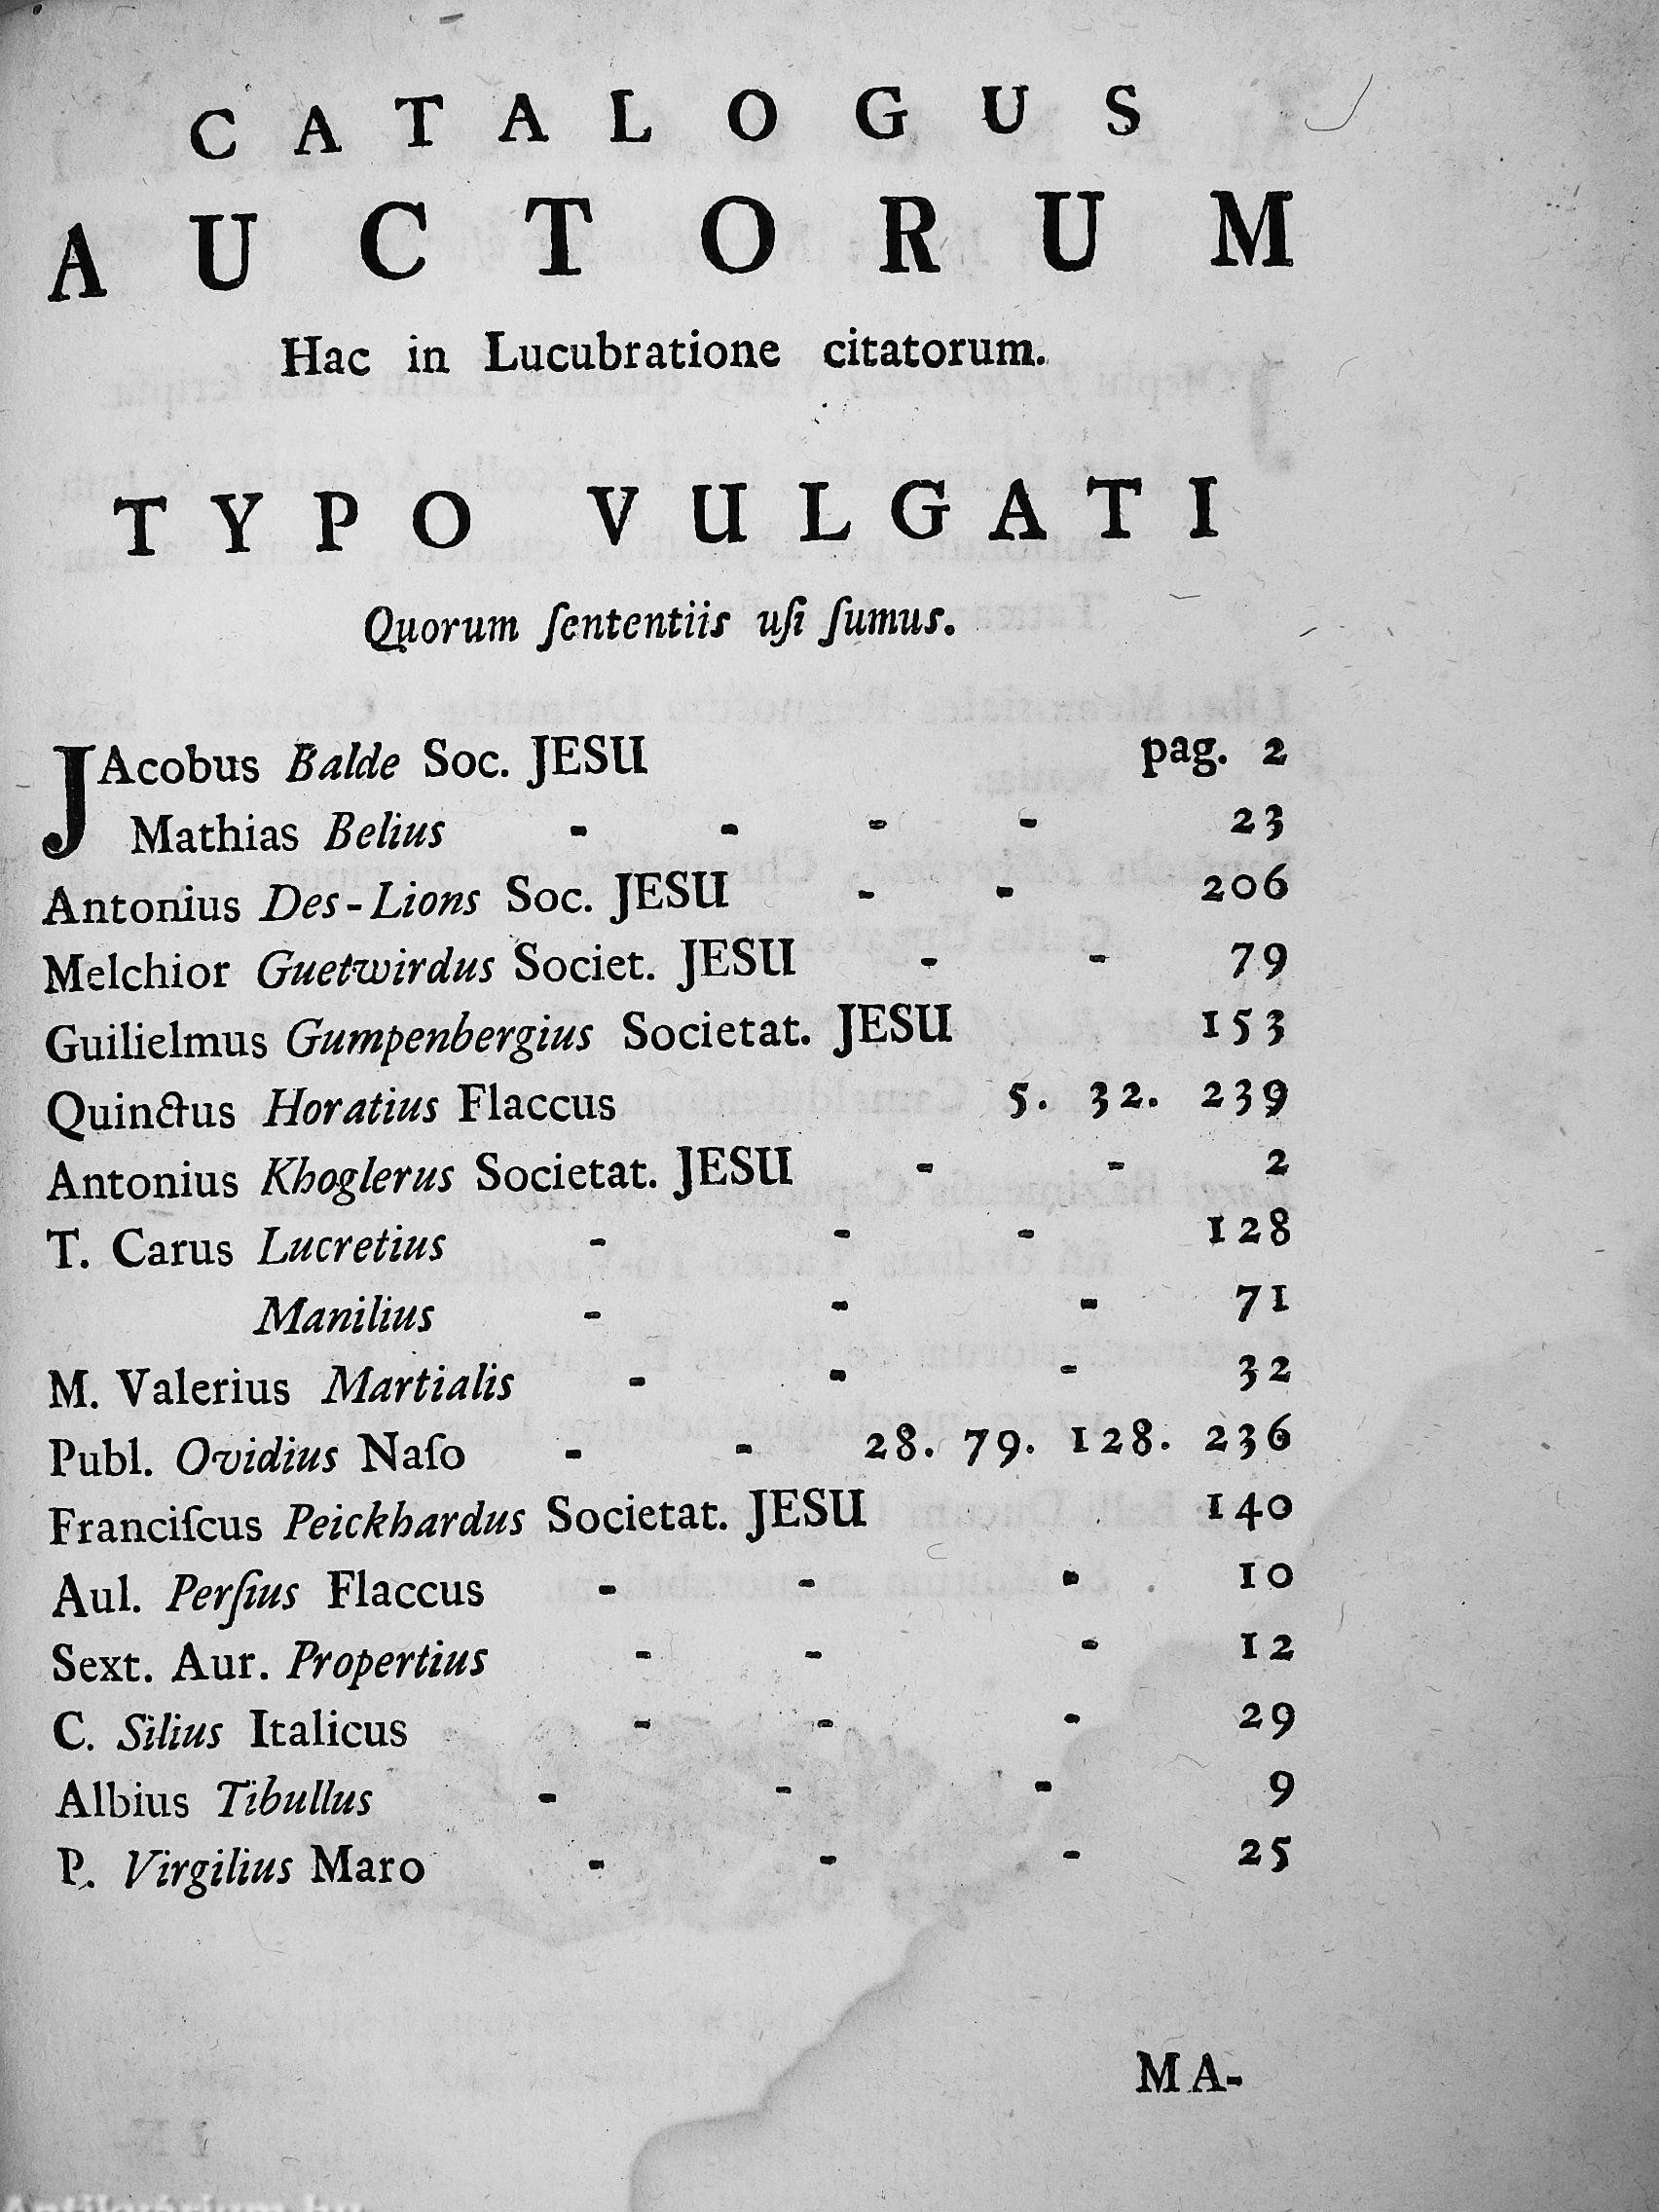 CATALOGUS
AUCTORUM
Hac in Lucubratione citatorum.
TYPO VULGATI
Quorum ſententiis uſi ſumus.
JAcobus Balde Soc. JESU pag. 2
Mathias Belius - - - - 23
Antonius Des-Lions Soc. JESU - - 206
Melchior Guetwirdus Societ. JESU - - 79
Guilielmus Gumpenbergius Societat. JESU 153
Quinctus Horatius Flaccus 5. 32. 239
Antonius Khoglerus Societat. JESU - - 2
T. Carus Lucretius - - - 128
Manilius - - - 71
M. Valerius Martialis - - - 32
Publ. Ovidius Naſo - - 28. 79. 128. 236
Franciſcus Peickhardus Societat. JESU 140
Aul. Perſius Flaccus - - - 10
Sext. Aur. Propertius - - - 12
C. Silius Italicus - - - 29
Albius Tibullus - - - 9
P. Virgilius Maro - - - 25
MA-